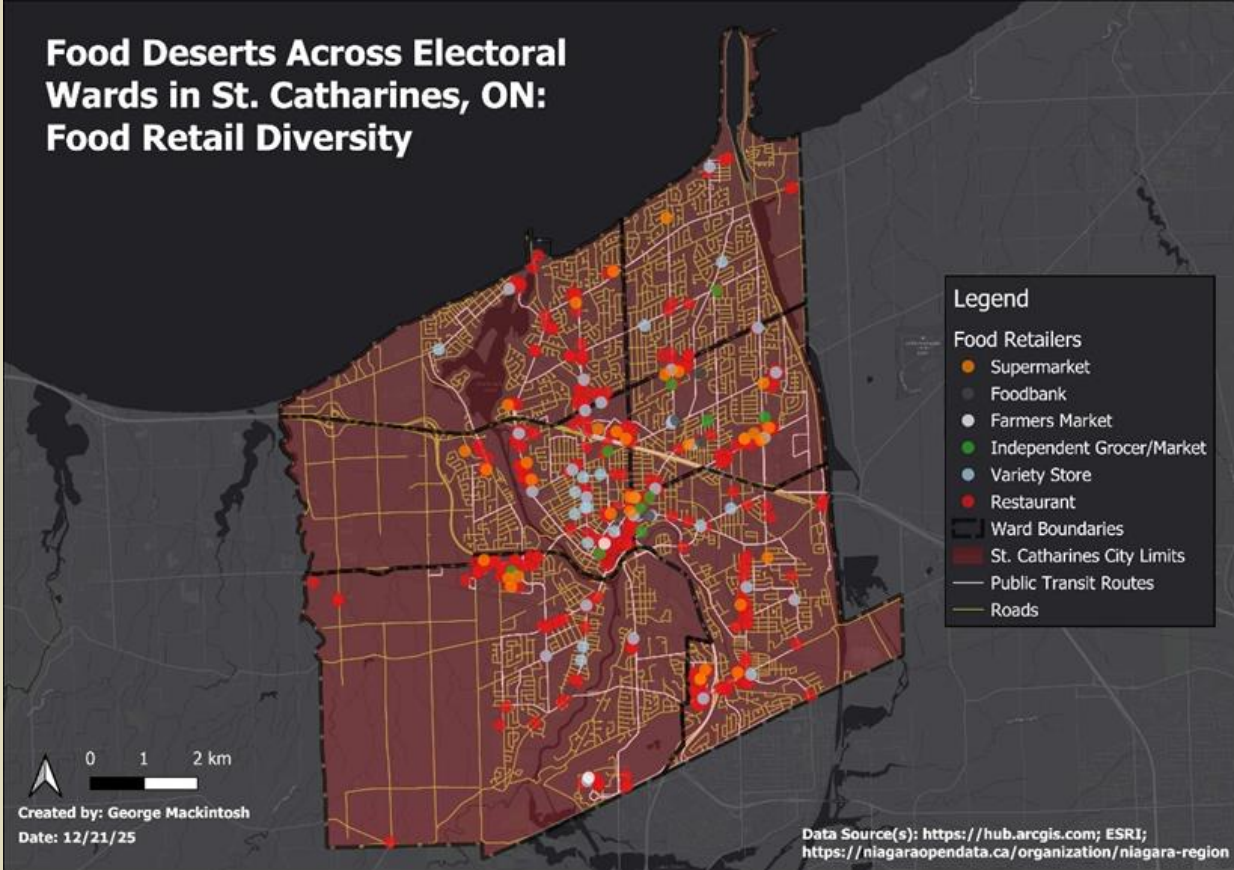 Food Deserts Across Electoral
Wards in St. Catharines, ON:
Food Retail Diversity
Legend
Food Retailers
Supermarket
Foodbank
Farmers Market
Independent Grocer/Market
Variety Store
Restaurant
Ward Boundaries
St. Catharines City Limits
Public Transit Routes
Roads
0 1 2 km
Created by: George Mackintosh
Date: 12/21/25
Data Source(s): https://hub.arcgis.com; ESRI;
https://niagaraopendata.ca/organization/niagara-region